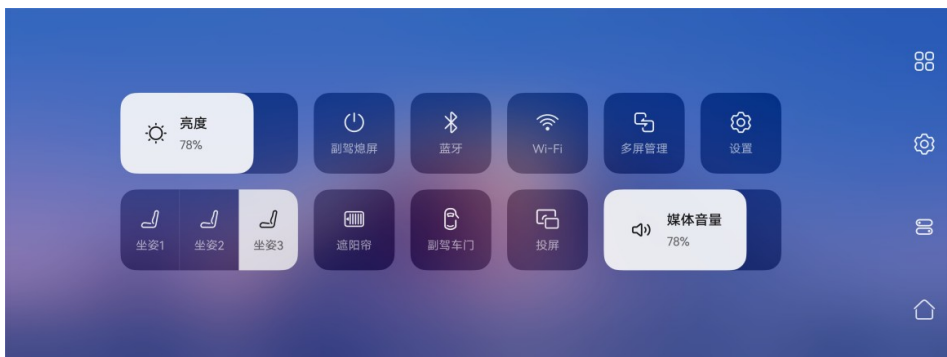 亮度
78%
副驾熄屏
蓝牙
Wi-Fi
多屏管理
设置
坐姿1
坐姿2
坐姿3
遮阳帘
副驾车门
投屏
媒体音量
78%